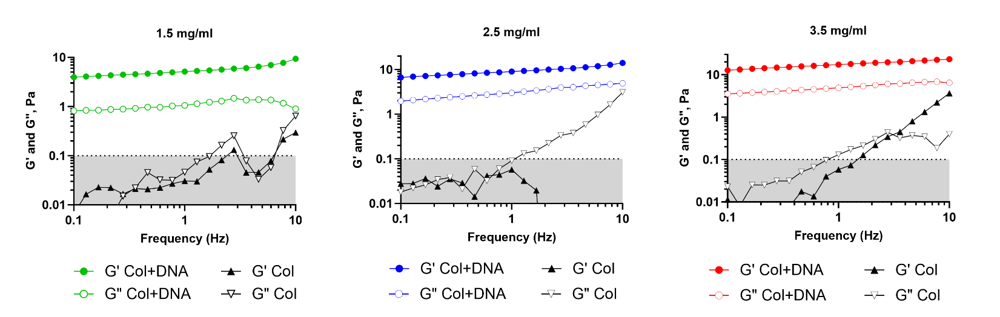 1.5 mg/ml
G' and G", Pa
10
1
0.1
0.01
0.1
1
10
Frequency (Hz)
G' Col+DNA
G' Col
G" Col+DNA
G" Col
2.5 mg/ml
G' and G", Pa
10
1
0.1
0.01
0.1
1
10
Frequency (Hz)
G' Col+DNA
G' Col
G" Col+DNA
G" Col
3.5 mg/ml
G' and G", Pa
10
1
0.1
0.01
0.1
1
10
Frequency (Hz)
G' Col+DNA
G' Col
G" Col+DNA
G" Col